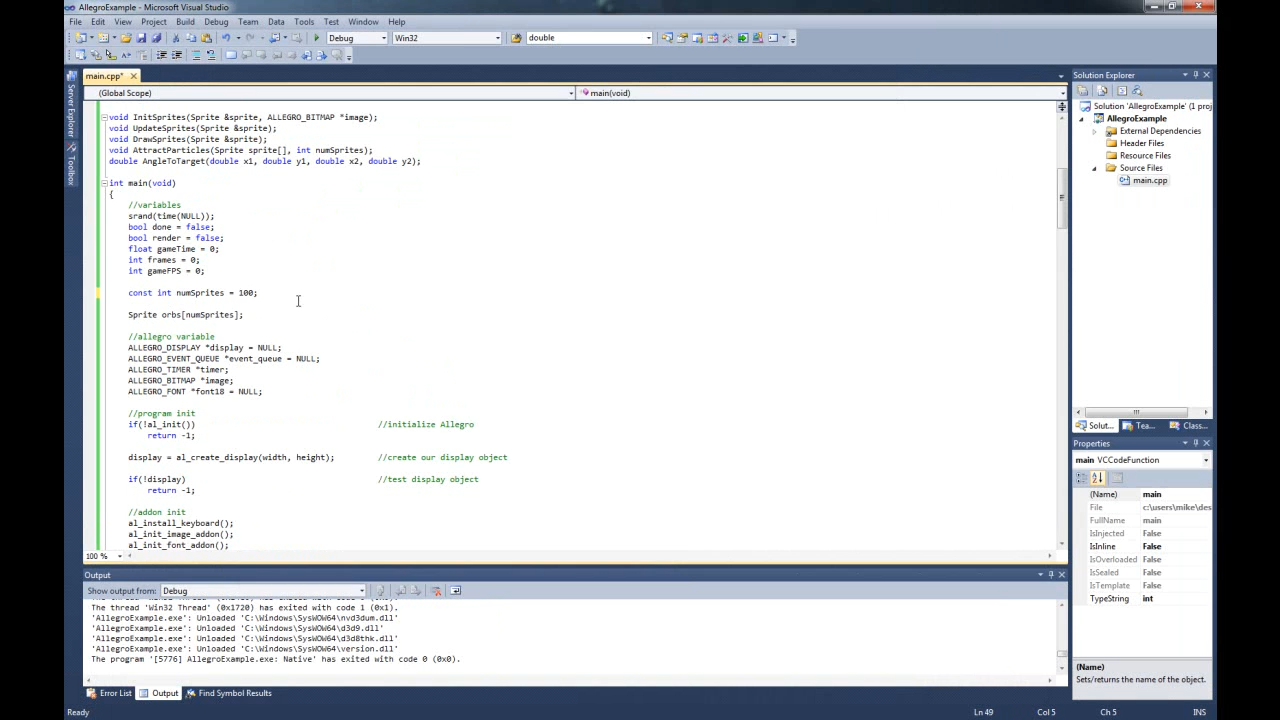 AllegroExample - Microsoft Visual Studio
File Edit View Project Build Debug Team Data Tools Test Window Help
Debug Win32 double
main.cpp*
(Global Scope) main(void)
void InitSprites(Sprite &sprite, ALLEGRO_BITMAP *image);
void UpdateSprites(Sprite &sprite);
void DrawSprites(Sprite &sprite);
void AttractParticles(Sprite sprite[], int numSprites);
double AngleToTarget(double x1, double y1, double x2, double y2);
int main(void)
{
//variables
srand(time(NULL));
bool done = false;
bool render = false;
float gameTime = 0;
int frames = 0;
int gameFPS = 0;
const int numSprites = 100;
Sprite orbs[numSprites];
//allegro variable
ALLEGRO_DISPLAY *display = NULL;
ALLEGRO_EVENT_QUEUE *event_queue = NULL;
ALLEGRO_TIMER *timer;
ALLEGRO_BITMAP *image;
ALLEGRO_FONT *font18 = NULL;
//program init
if(!al_init()) //initialize Allegro
return -1;
display = al_create_display(width, height); //create our display object
if(!display) //test display object
return -1;
//addon init
al_install_keyboard();
al_init_image_addon();
al_init_font_addon();
100 %
Server Explorer
Toolbox
Solution Explorer
Solution 'AllegroExample' (1 proj
AllegroExample
External Dependencies
Header Files
Resource Files
Source Files
main.cpp
Solut... Tea... Class...
Properties
main VCCodeFunction
(Name) main
File c:\users\mike\des
FullName main
IsInjected False
IsInline False
IsOverloaded False
IsSealed False
IsTemplate False
TypeString int
(Name)
Sets/returns the name of the object.
Output
Show output from: Debug
The thread 'Win32 Thread' (0x1720) has exited with code 1 (0x1).
'AllegroExample.exe': Unloaded 'C:\Windows\SysWOW64\nvd3dum.dll'
'AllegroExample.exe': Unloaded 'C:\Windows\SysWOW64\d3d9.dll'
'AllegroExample.exe': Unloaded 'C:\Windows\SysWOW64\d3d8thk.dll'
'AllegroExample.exe': Unloaded 'C:\Windows\SysWOW64\version.dll'
The program '[5776] AllegroExample.exe: Native' has exited with code 0 (0x0).
Error List Output Find Symbol Results
Ready Ln 49 Col 5 Ch 5 INS